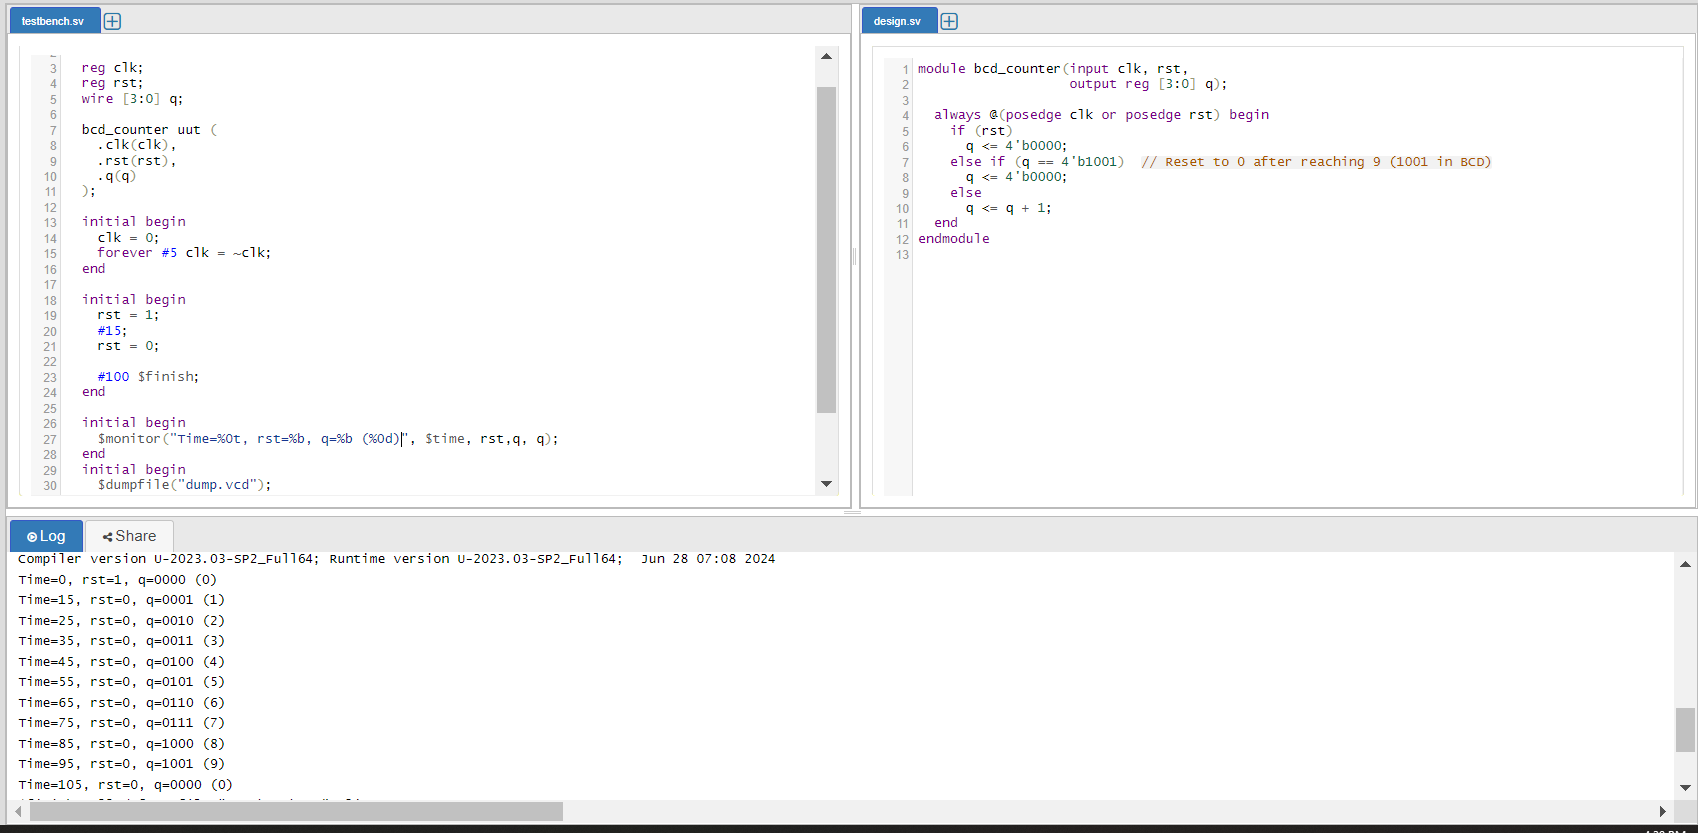 testbench.sv
3 reg clk;
4 reg rst;
5 wire [3:0] q;
6
7 bcd_counter uut (
8 .clk(clk),
9 .rst(rst),
10 .q(q)
11 );
12
13 initial begin
14 clk = 0;
15 forever #5 clk = ~clk;
16 end
17
18 initial begin
19 rst = 1;
20 #15;
21 rst = 0;
22
23 #100 $finish;
24 end
25
26 initial begin
27 $monitor("Time=%0t, rst=%b, q=%b (%0d)", $time, rst,q, q);
28 end
29 initial begin
30 $dumpfile("dump.vcd");
design.sv
1 module bcd_counter(input clk, rst,
2 output reg [3:0] q);
3
4 always @(posedge clk or posedge rst) begin
5 if (rst)
6 q <= 4'b0000;
7 else if (q == 4'b1001) // Reset to 0 after reaching 9 (1001 in BCD)
8 q <= 4'b0000;
9 else
10 q <= q + 1;
11 end
12 endmodule
13
Log
Share
Compiler version U-2023.03-SP2_Full64; Runtime version U-2023.03-SP2_Full64; Jun 28 07:08 2024
Time=0, rst=1, q=0000 (0)
Time=15, rst=0, q=0001 (1)
Time=25, rst=0, q=0010 (2)
Time=35, rst=0, q=0011 (3)
Time=45, rst=0, q=0100 (4)
Time=55, rst=0, q=0101 (5)
Time=65, rst=0, q=0110 (6)
Time=75, rst=0, q=0111 (7)
Time=85, rst=0, q=1000 (8)
Time=95, rst=0, q=1001 (9)
Time=105, rst=0, q=0000 (0)